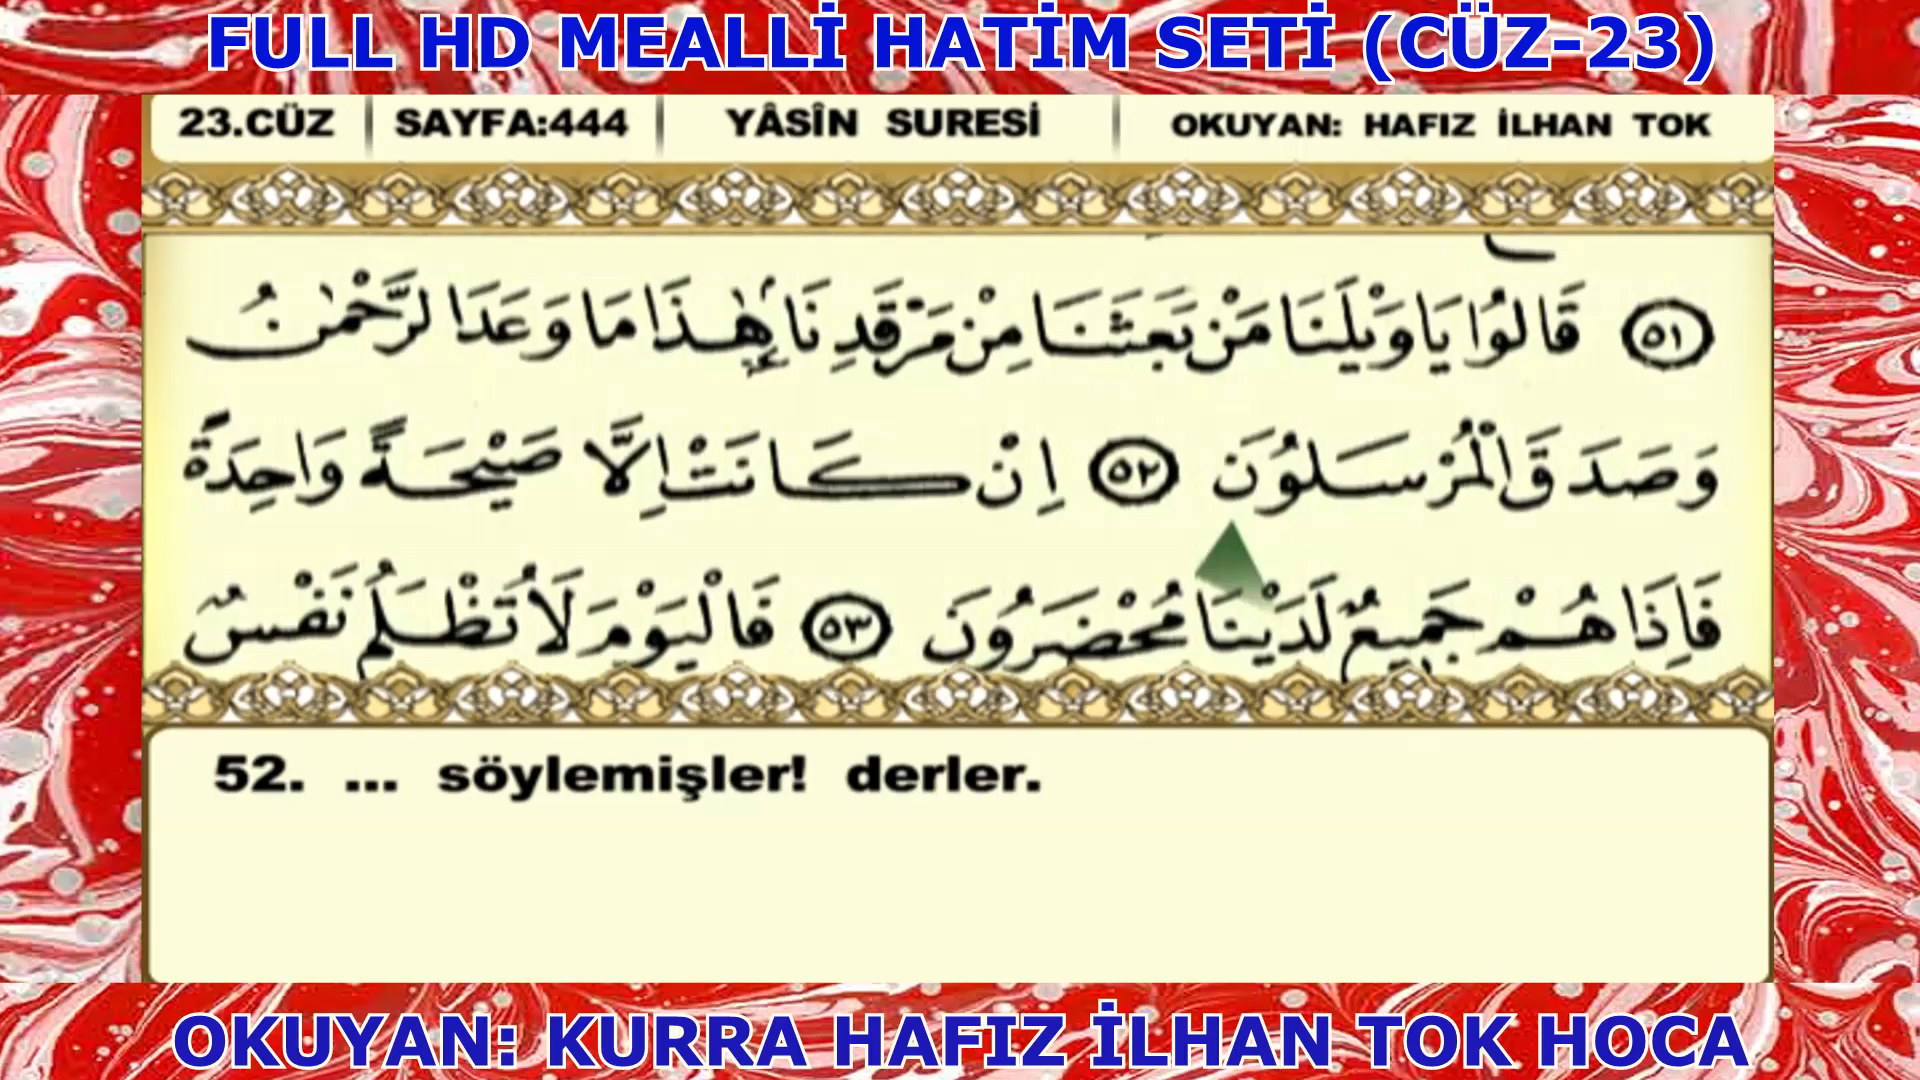 FULL HD MEALLİ HATİM SETİ (CÜZ-23)
23.CÜZ | SAYFA:444 | YÂSÎN SURESİ | OKUYAN: HAFIZ İLHAN TOK
﴿٥١﴾ قَالُوا يَا وَيْلَنَا مَنْ بَعَثَنَا مِنْ مَرْقَدِنَا هٰذَا مَا وَعَدَ الرَّحْمٰنُ
وَصَدَقَ الْمُرْسَلُونَ ﴿٥٢﴾ اِنْ كَانَتْ اِلَّا صَيْحَةً وَاحِدَةً
فَاِذَا هُمْ جَمِيعٌ لَدَيْنَا مُحْضَرُونَ ﴿٥٣﴾ فَالْيَوْمَ لَا تُظْلَمُ نَفْسٌ
52. ... söylemişler! derler.
OKUYAN: KURRA HAFIZ İLHAN TOK HOCA